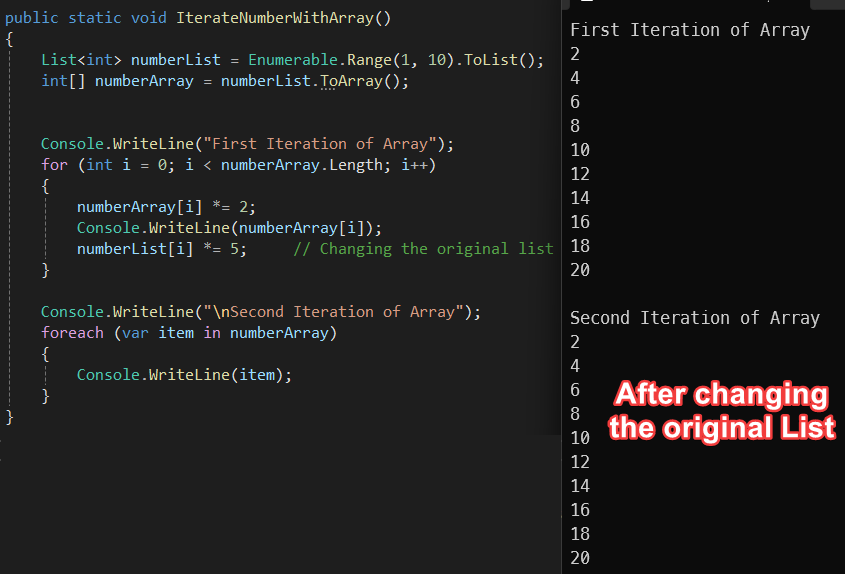 public static void IterateNumberWithArray()
{
    List<int> numberList = Enumerable.Range(1, 10).ToList();
    int[] numberArray = numberList.ToArray();

    Console.WriteLine("First Iteration of Array");
    for (int i = 0; i < numberArray.Length; i++)
    {
        numberArray[i] *= 2;
        Console.WriteLine(numberArray[i]);
        numberList[i] *= 5;     // Changing the original list
    }

    Console.WriteLine("\nSecond Iteration of Array");
    foreach (var item in numberArray)
    {
        Console.WriteLine(item);
    }
}
First Iteration of Array
2
4
6
8
10
12
14
16
18
20

Second Iteration of Array
2
4
6
8
10
12
14
16
18
20
After changing
the original List